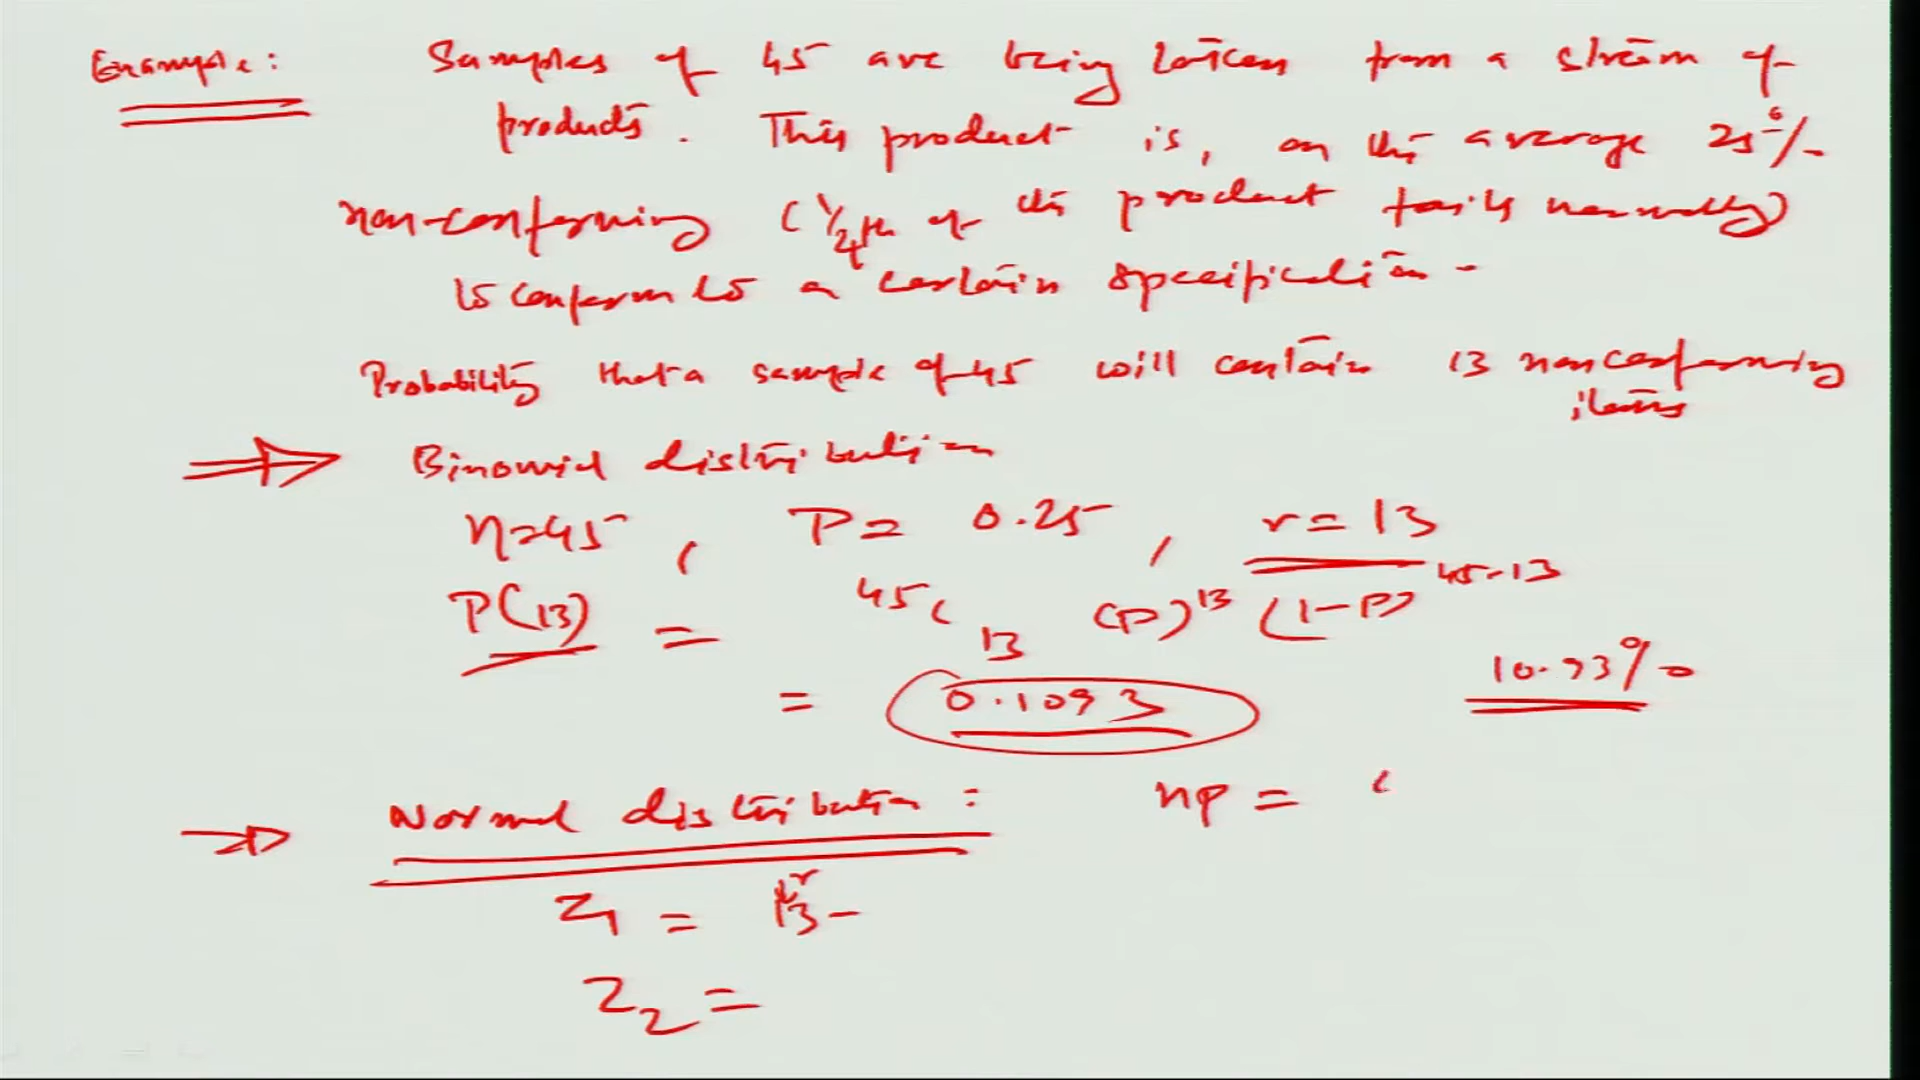 Example: Samples of 45 are being taken from a stream of
products. This product is, on the average 25%
non-conforming (1/4th of the product fails normally)
to conform to a certain specification -
Probability that a sample of 45 will contain 13 nonconforming
items
⇒ Binomial distribution
n=45, P= 0.25, r=13
P(13) = 45C13 (P)^13 (1-P)^45-13
= 0.1093 10.93%
→ Normal distribution: np = (
Z1 = 13-
Z2 =